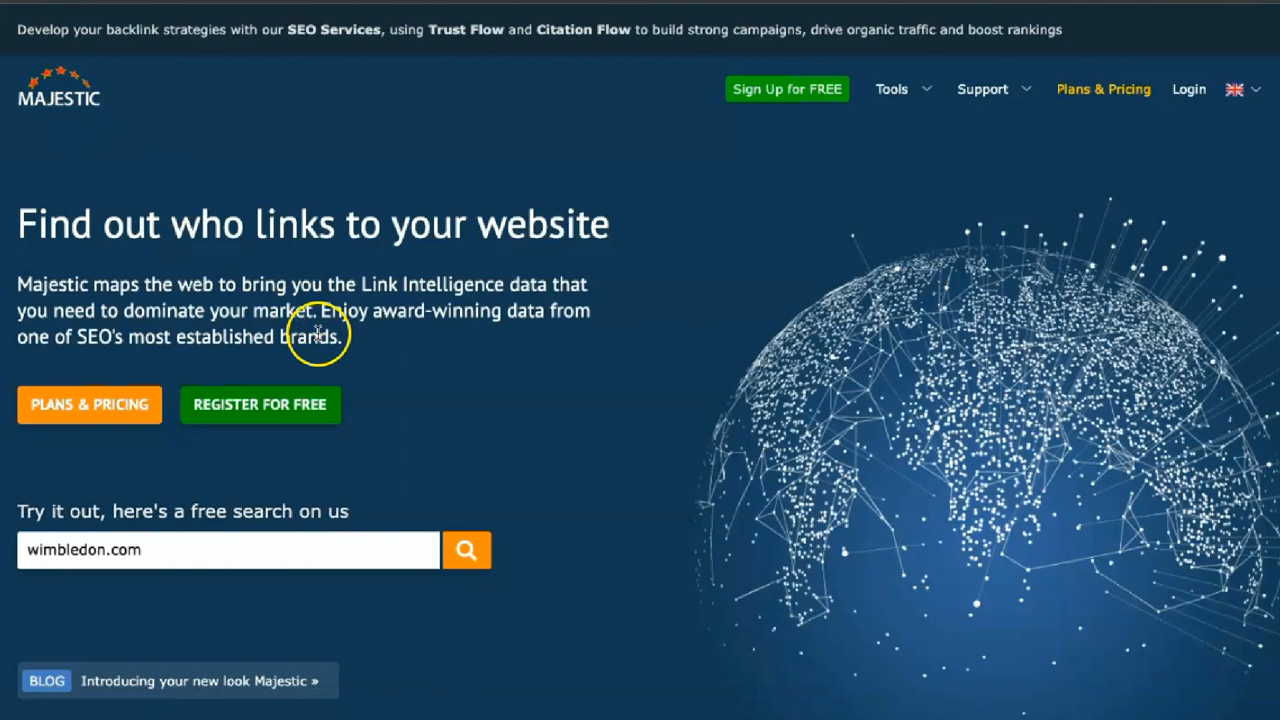 Develop your backlink strategies with our SEO Services, using Trust Flow and Citation Flow to build strong campaigns, drive organic traffic and boost rankings
MAJESTIC
Sign Up for FREE
Tools
Support
Plans & Pricing
Login
Find out who links to your website
Majestic maps the web to bring you the Link Intelligence data that
you need to dominate your market. Enjoy award-winning data from
one of SEO's most established brands.
PLANS & PRICING
REGISTER FOR FREE
Try it out, here's a free search on us
wimbledon.com
BLOG Introducing your new look Majestic »